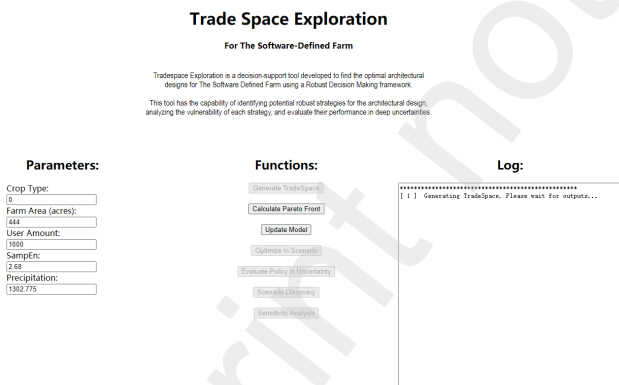 Trade Space Exploration
For The Software-Defined Farm
Tradespace Exploration is a decision-support tool developed to find the optimal architectural
designs for The Software Defined Farm using a Robust Decision Making framework.
This tool has the capability of identifying potential robust strategies for the architectural design,
analyzing the vulnerability of each strategy, and evaluate their performance in deep uncertainties.
Parameters:
Crop Type:
0
Farm Area (acres):
444
User Amount:
1000
SampEn:
2.68
Precipitation:
1302.775
Functions:
Generate TradeSpace
Calculate Pareto Front
Update Model
Optimize in Scenario
Evaluate Policy in Uncertainty
Scenario Discovery
Sensitivity Analysis
Log:
**************************************************
[ 1 ] Generating TradeSpace, Please wait for outputs...
rint no